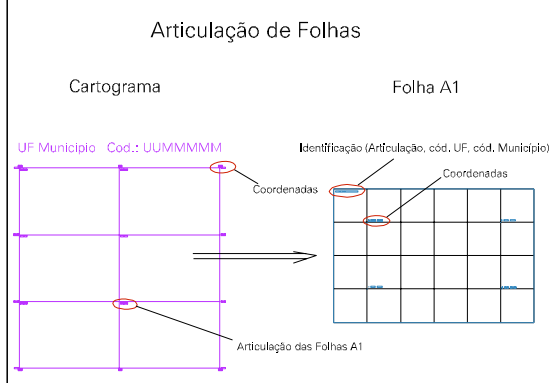 Articulação de Folhas
Cartograma
Folha A1
UF Municipio Cod.: UUMMMMM
Identificação (Articulação, cód. UF, cód. Município)
Coordenadas
Coordenadas
Articulação das Folhas A1